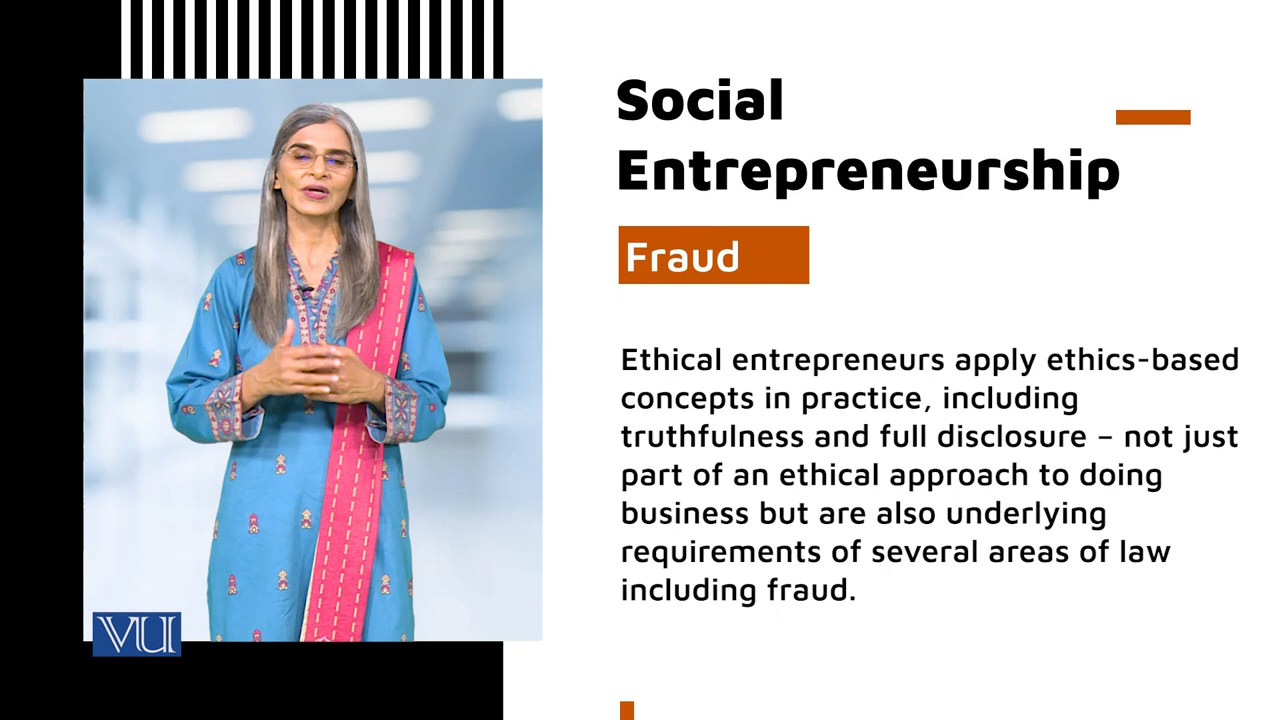 Social
Entrepreneurship
Fraud
Ethical entrepreneurs apply ethics-based
concepts in practice, including
truthfulness and full disclosure – not just
part of an ethical approach to doing
business but are also underlying
requirements of several areas of law
including fraud.
VU